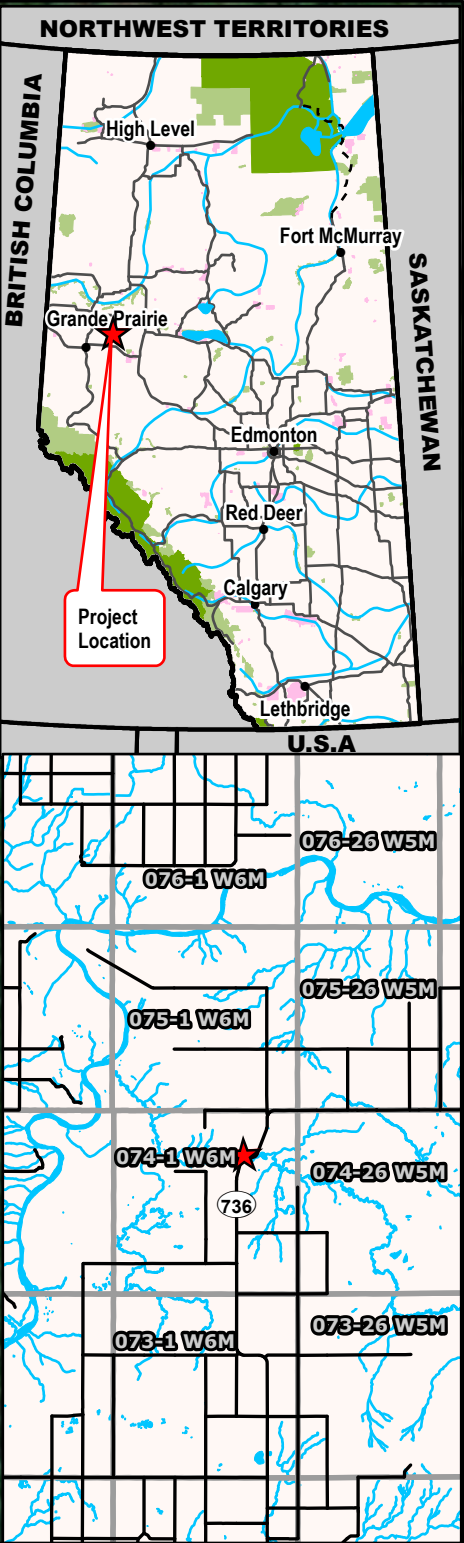 NORTHWEST TERRITORIES
BRITISH COLUMBIA
High Level
Fort McMurray
SASKATCHEWAN
Grande Prairie
Edmonton
Red Deer
Calgary
Project
Location
Lethbridge
U.S.A
076-26 W5M
076-1 W6M
075-26 W5M
075-1 W6M
074-1 W6M
074-26 W5M
736
073-26 W5M
073-1 W6M